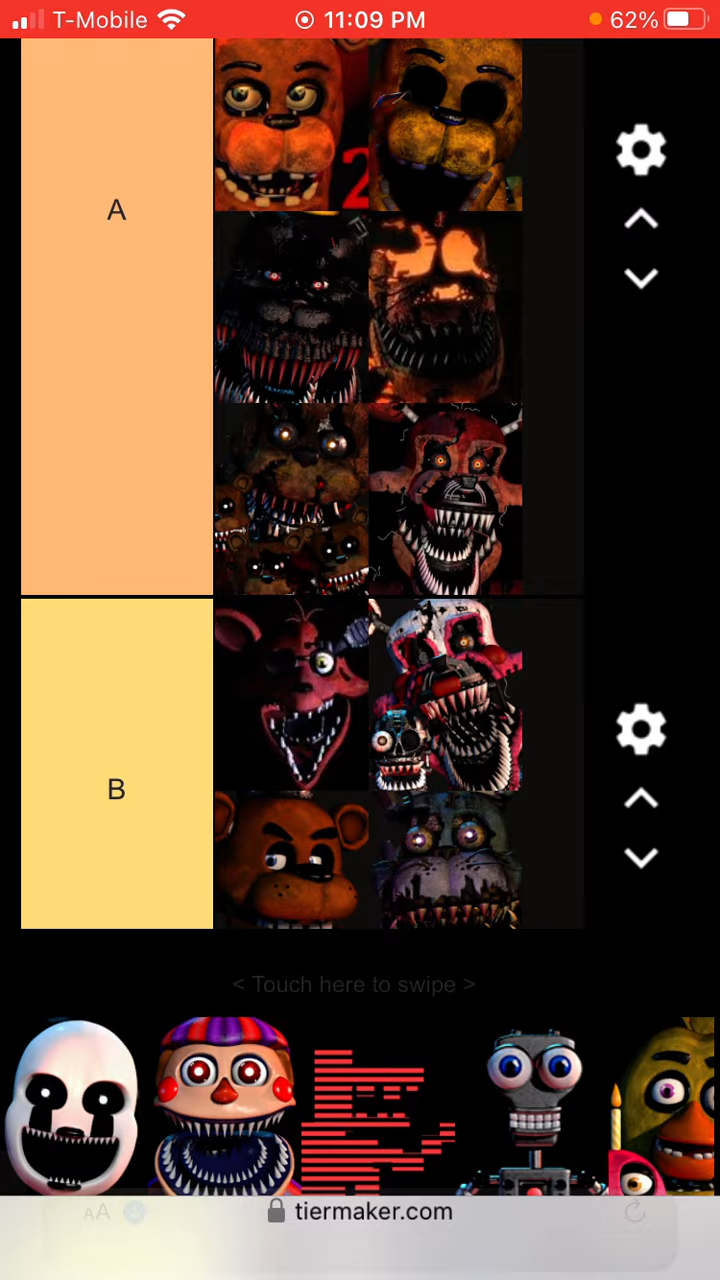 T-Mobile 11:09 PM 62%
2
A
B
< Touch here to swipe >
AA tiermaker.com